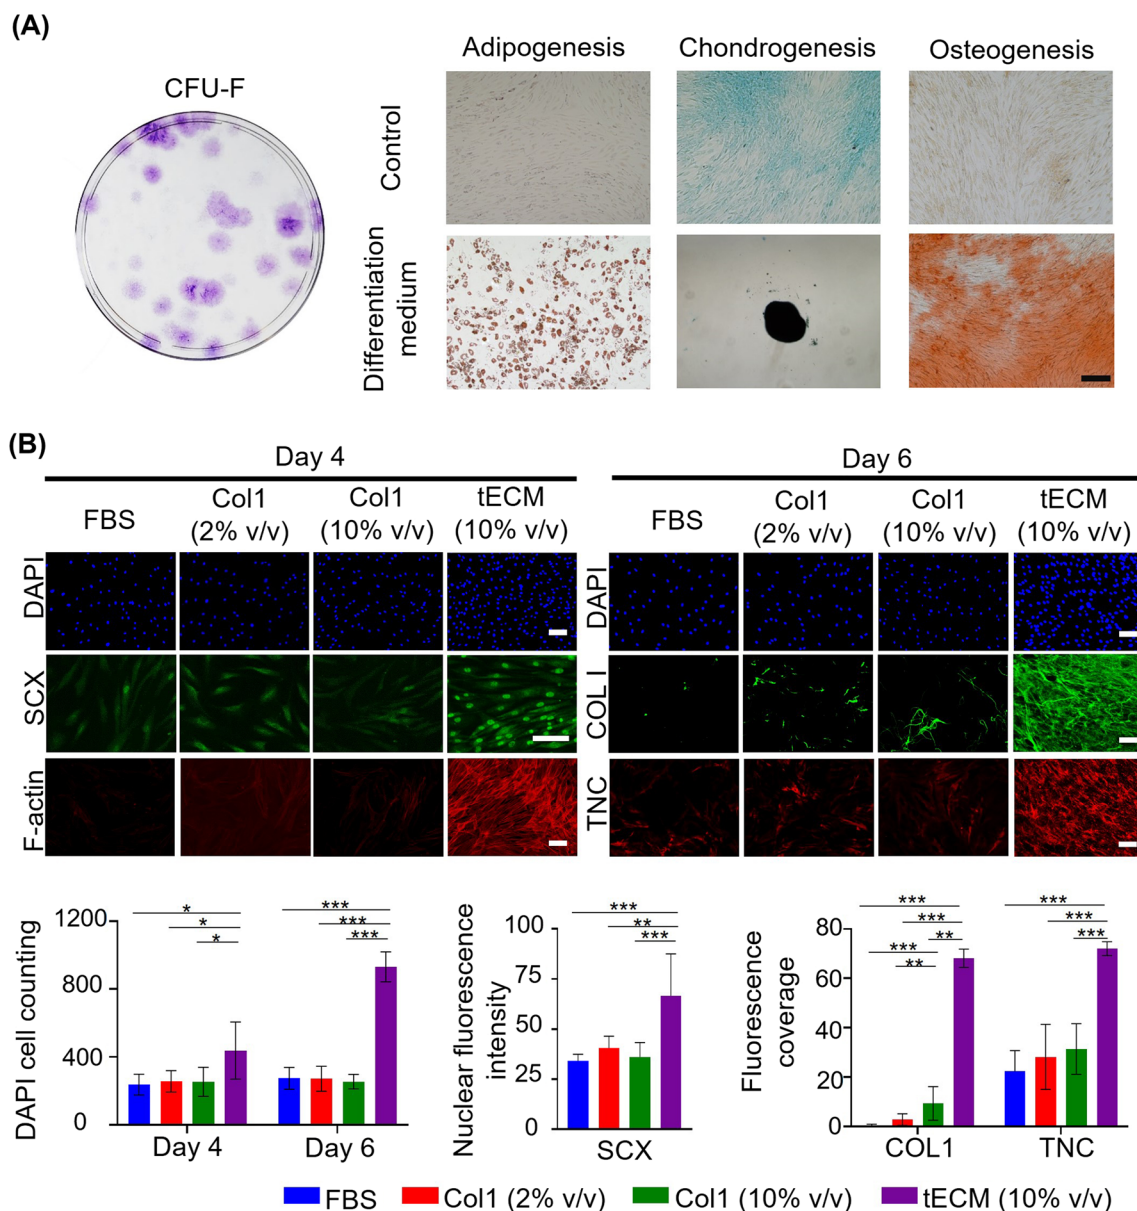 (A)
CFU-F
Adipogenesis
Chondrogenesis
Osteogenesis
Control
Differentiation
medium
(B)
Day 4
FBS
Col1
(2% v/v)
Col1
(10% v/v)
tECM
(10% v/v)
DAPI
SCX
F-actin
Day 6
FBS
Col1
(2% v/v)
Col1
(10% v/v)
tECM
(10% v/v)
DAPI
COL I
TNC
DAPI cell counting
1200
800
400
0
*
*
*
***
***
***
Day 4
Day 6
Nuclear fluorescence
intensity
100
75
50
25
0
***
**
***
SCX
Fluorescence
coverage
80
60
40
20
0
***
***
**
***
**
***
***
***
COL1
TNC
FBS
Col1 (2% v/v)
Col1 (10% v/v)
tECM (10% v/v)